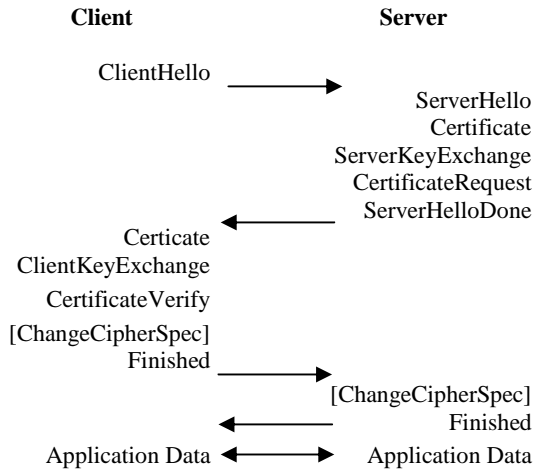 Client Server
ClientHello
ServerHello
Certificate
ServerKeyExchange
CertificateRequest
ServerHelloDone
Certicate
ClientKeyExchange
CertificateVerify
[ChangeCipherSpec]
Finished
[ChangeCipherSpec]
Finished
Application Data Application Data